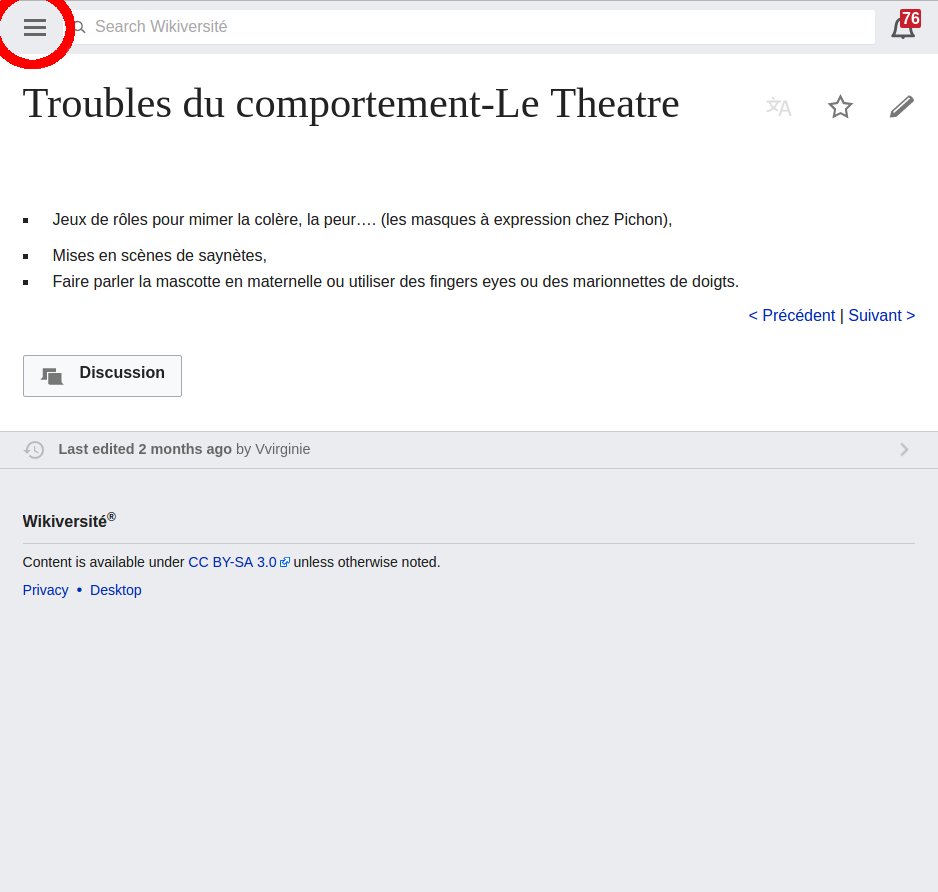 Search Wikiversité
76
Troubles du comportement-Le Theatre
Jeux de rôles pour mimer la colère, la peur…. (les masques à expression chez Pichon),
Mises en scènes de saynètes,
Faire parler la mascotte en maternelle ou utiliser des fingers eyes ou des marionnettes de doigts.
< Précédent | Suivant >
Discussion
Last edited 2 months ago by Vvirginie
Wikiversité®
Content is available under CC BY-SA 3.0 unless otherwise noted.
Privacy • Desktop